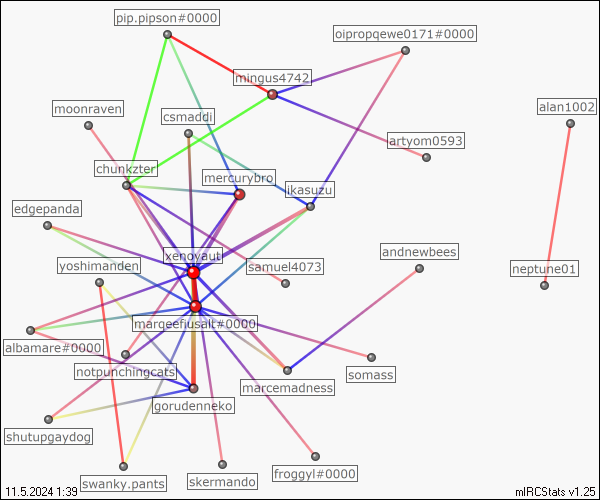 pip.pipson#0000
oipropqewe0171#0000
mingus4742
alan1002
moonraven
csmaddi
artyom0593
chunkzter
mercurybro
ikasuzu
edgepanda
andnewbees
xenovaut
yoshimanden
samuel4073
neptune01
marqeefiusalt#0000
albamare#0000
notpunchingcats
somass
marcemadness
gorudenneko
shutupgaydog
froggyl#0000
skermando
swanky.pants
11.5.2024 1:39
mIRCStats v1.25